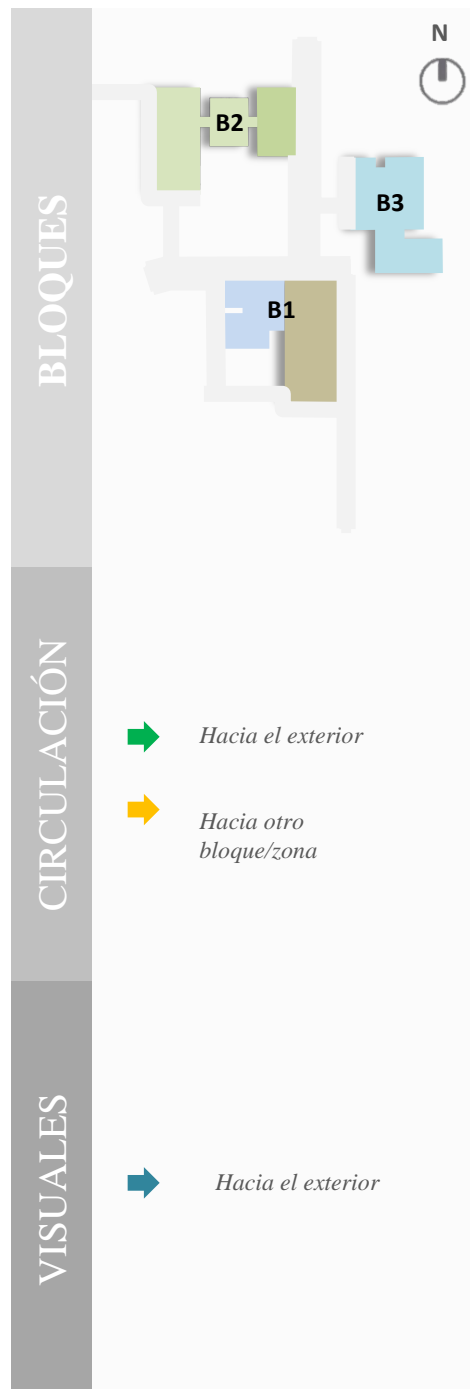 BLOQUES
N
B2
B3
B1
CIRCULACIÓN
Hacia el exterior
Hacia otro
bloque/zona
VISUALES
Hacia el exterior